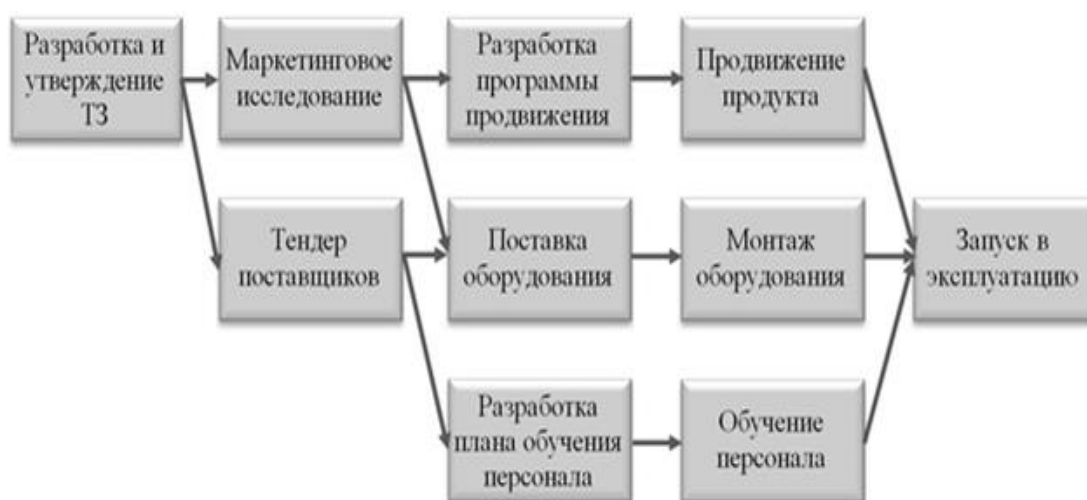 Разработка и
утверждение
ТЗ
Маркетинговое
исследование
Разработка
программы
продвижения
Продвижение
продукта
Тендер
поставщиков
Поставка
оборудования
Монтаж
оборудования
Запуск в
эксплуатацию
Разработка
плана обучения
персонала
Обучение
персонала